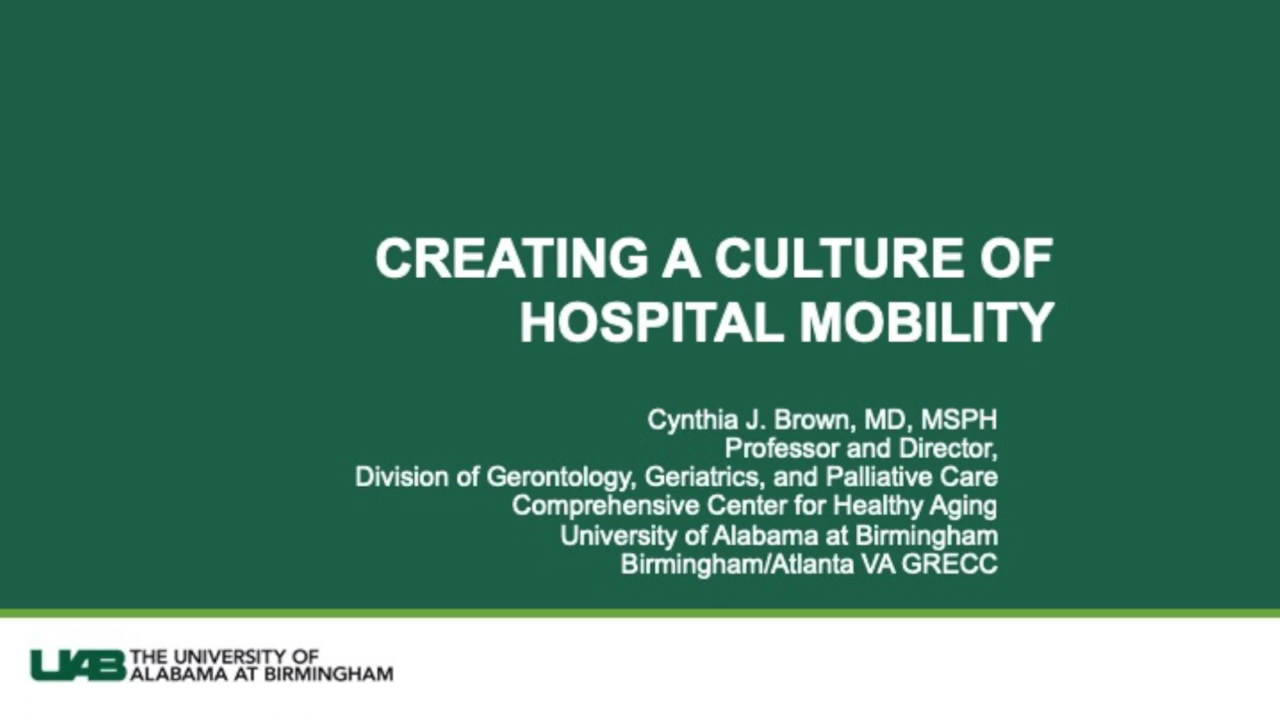 CREATING A CULTURE OF
HOSPITAL MOBILITY
Cynthia J. Brown, MD, MSPH
Professor and Director,
Division of Gerontology, Geriatrics, and Palliative Care
Comprehensive Center for Healthy Aging
University of Alabama at Birmingham
Birmingham/Atlanta VA GRECC
UAB THE UNIVERSITY OF
ALABAMA AT BIRMINGHAM